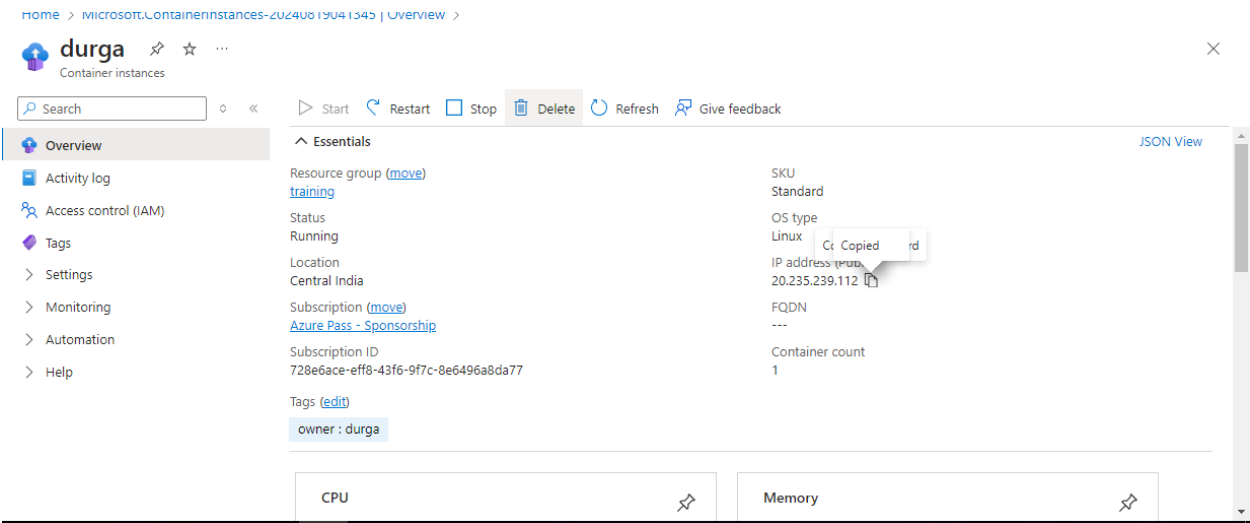 Home > Microsoft.ContainerInstances-20240819041345 | Overview >
durga
Container instances
Search
Start Restart Stop Delete Refresh Give feedback
Overview
Activity log
Access control (IAM)
Tags
Settings
Monitoring
Automation
Help
Essentials
JSON View
Resource group (move)
training
Status
Running
Location
Central India
Subscription (move)
Azure Pass - Sponsorship
Subscription ID
728e6ace-eff8-43f6-9f7c-8e6496a8da77
SKU
Standard
OS type
Linux
Copied
IP address
20.235.239.112
FQDN
---
Container count
1
Tags (edit)
owner : durga
CPU
Memory